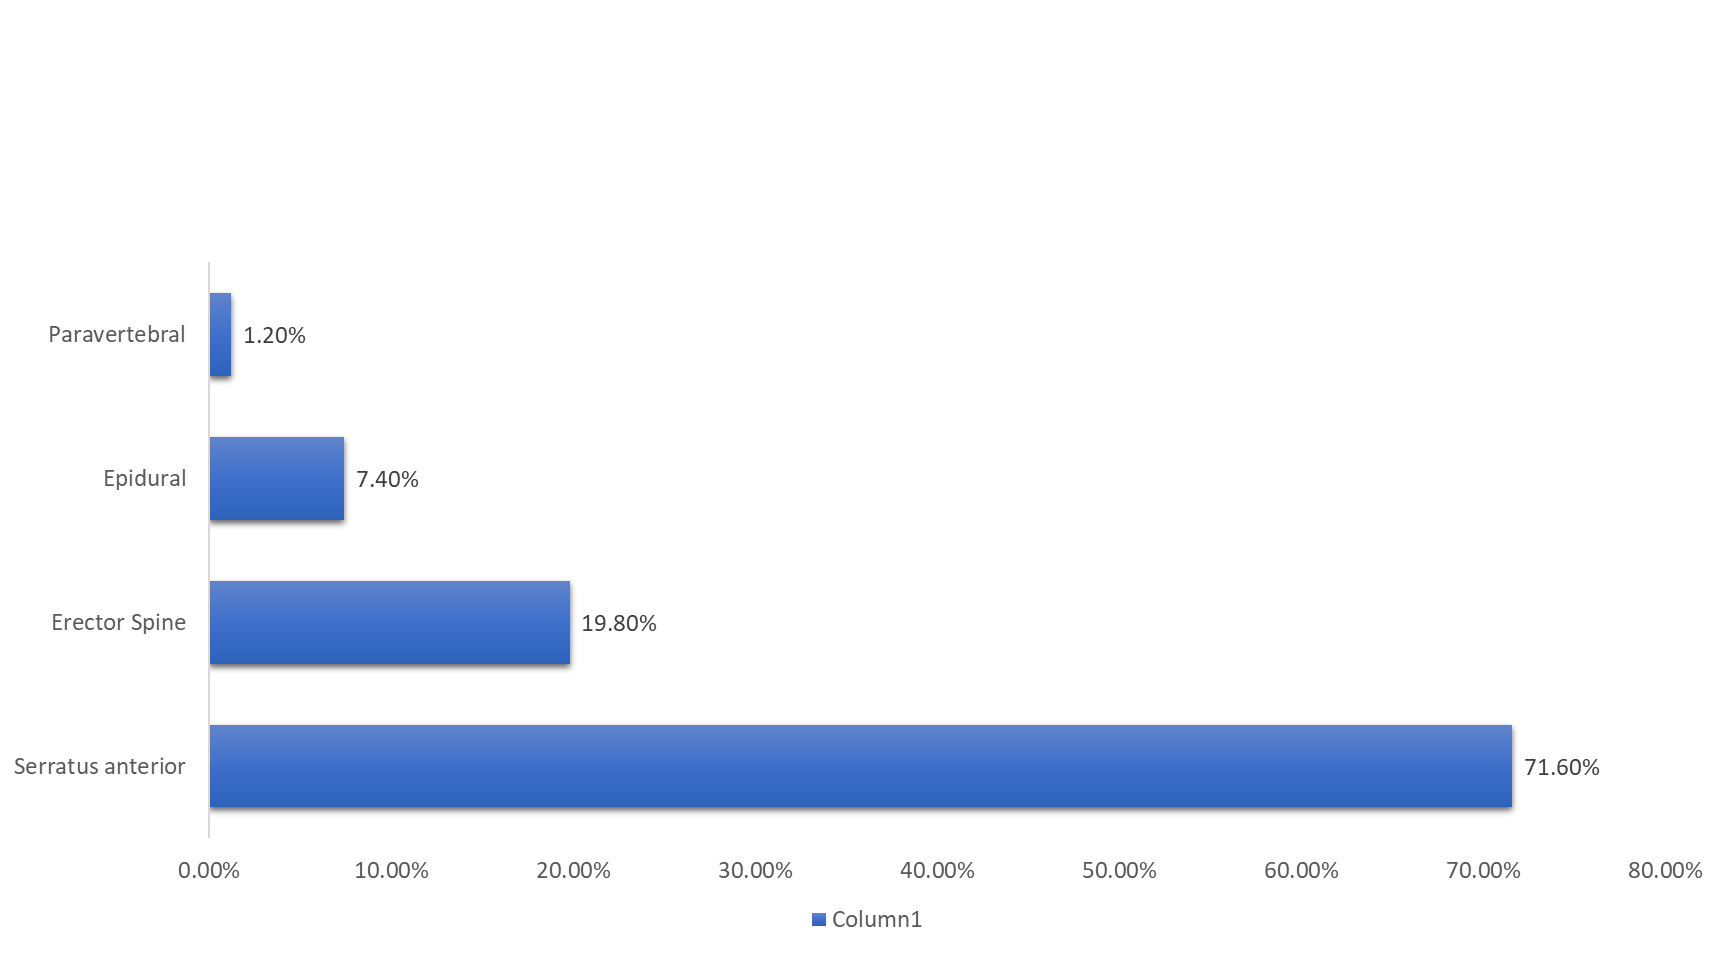 Paravertebral 1.20%
Epidural 7.40%
Erector Spine 19.80%
Serratus anterior 71.60%
0.00% 10.00% 20.00% 30.00% 40.00% 50.00% 60.00% 70.00% 80.00%
Column1